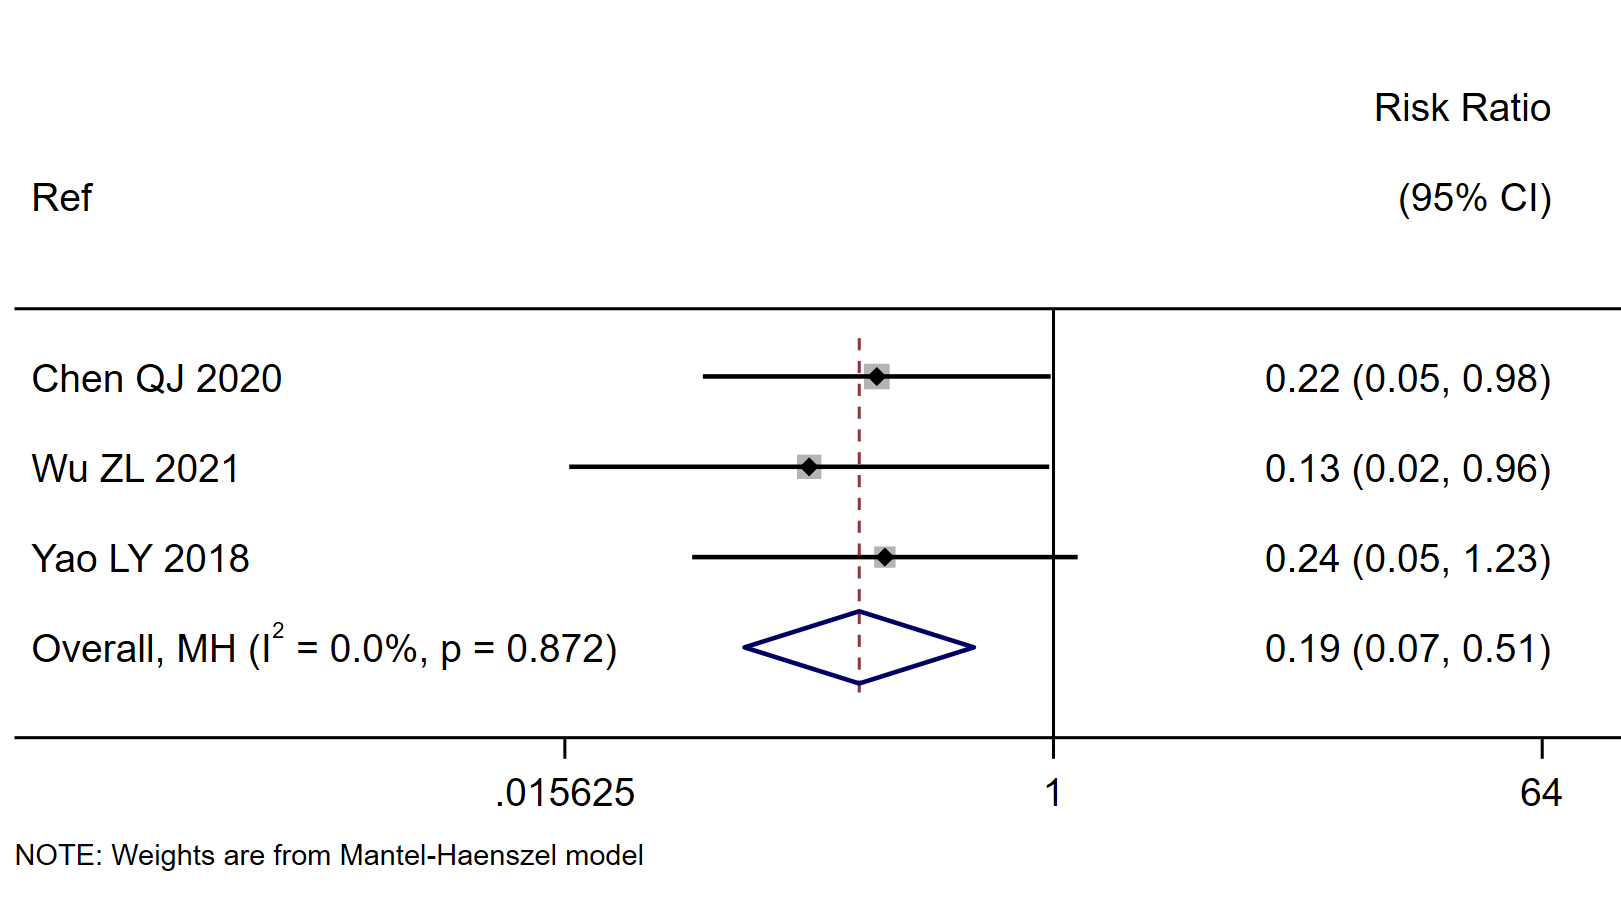 Risk Ratio
Ref (95% CI)
Chen QJ 2020 0.22 (0.05, 0.98)
Wu ZL 2021 0.13 (0.02, 0.96)
Yao LY 2018 0.24 (0.05, 1.23)
Overall, MH (I² = 0.0%, p = 0.872) 0.19 (0.07, 0.51)
.015625 1 64
NOTE: Weights are from Mantel-Haenszel model